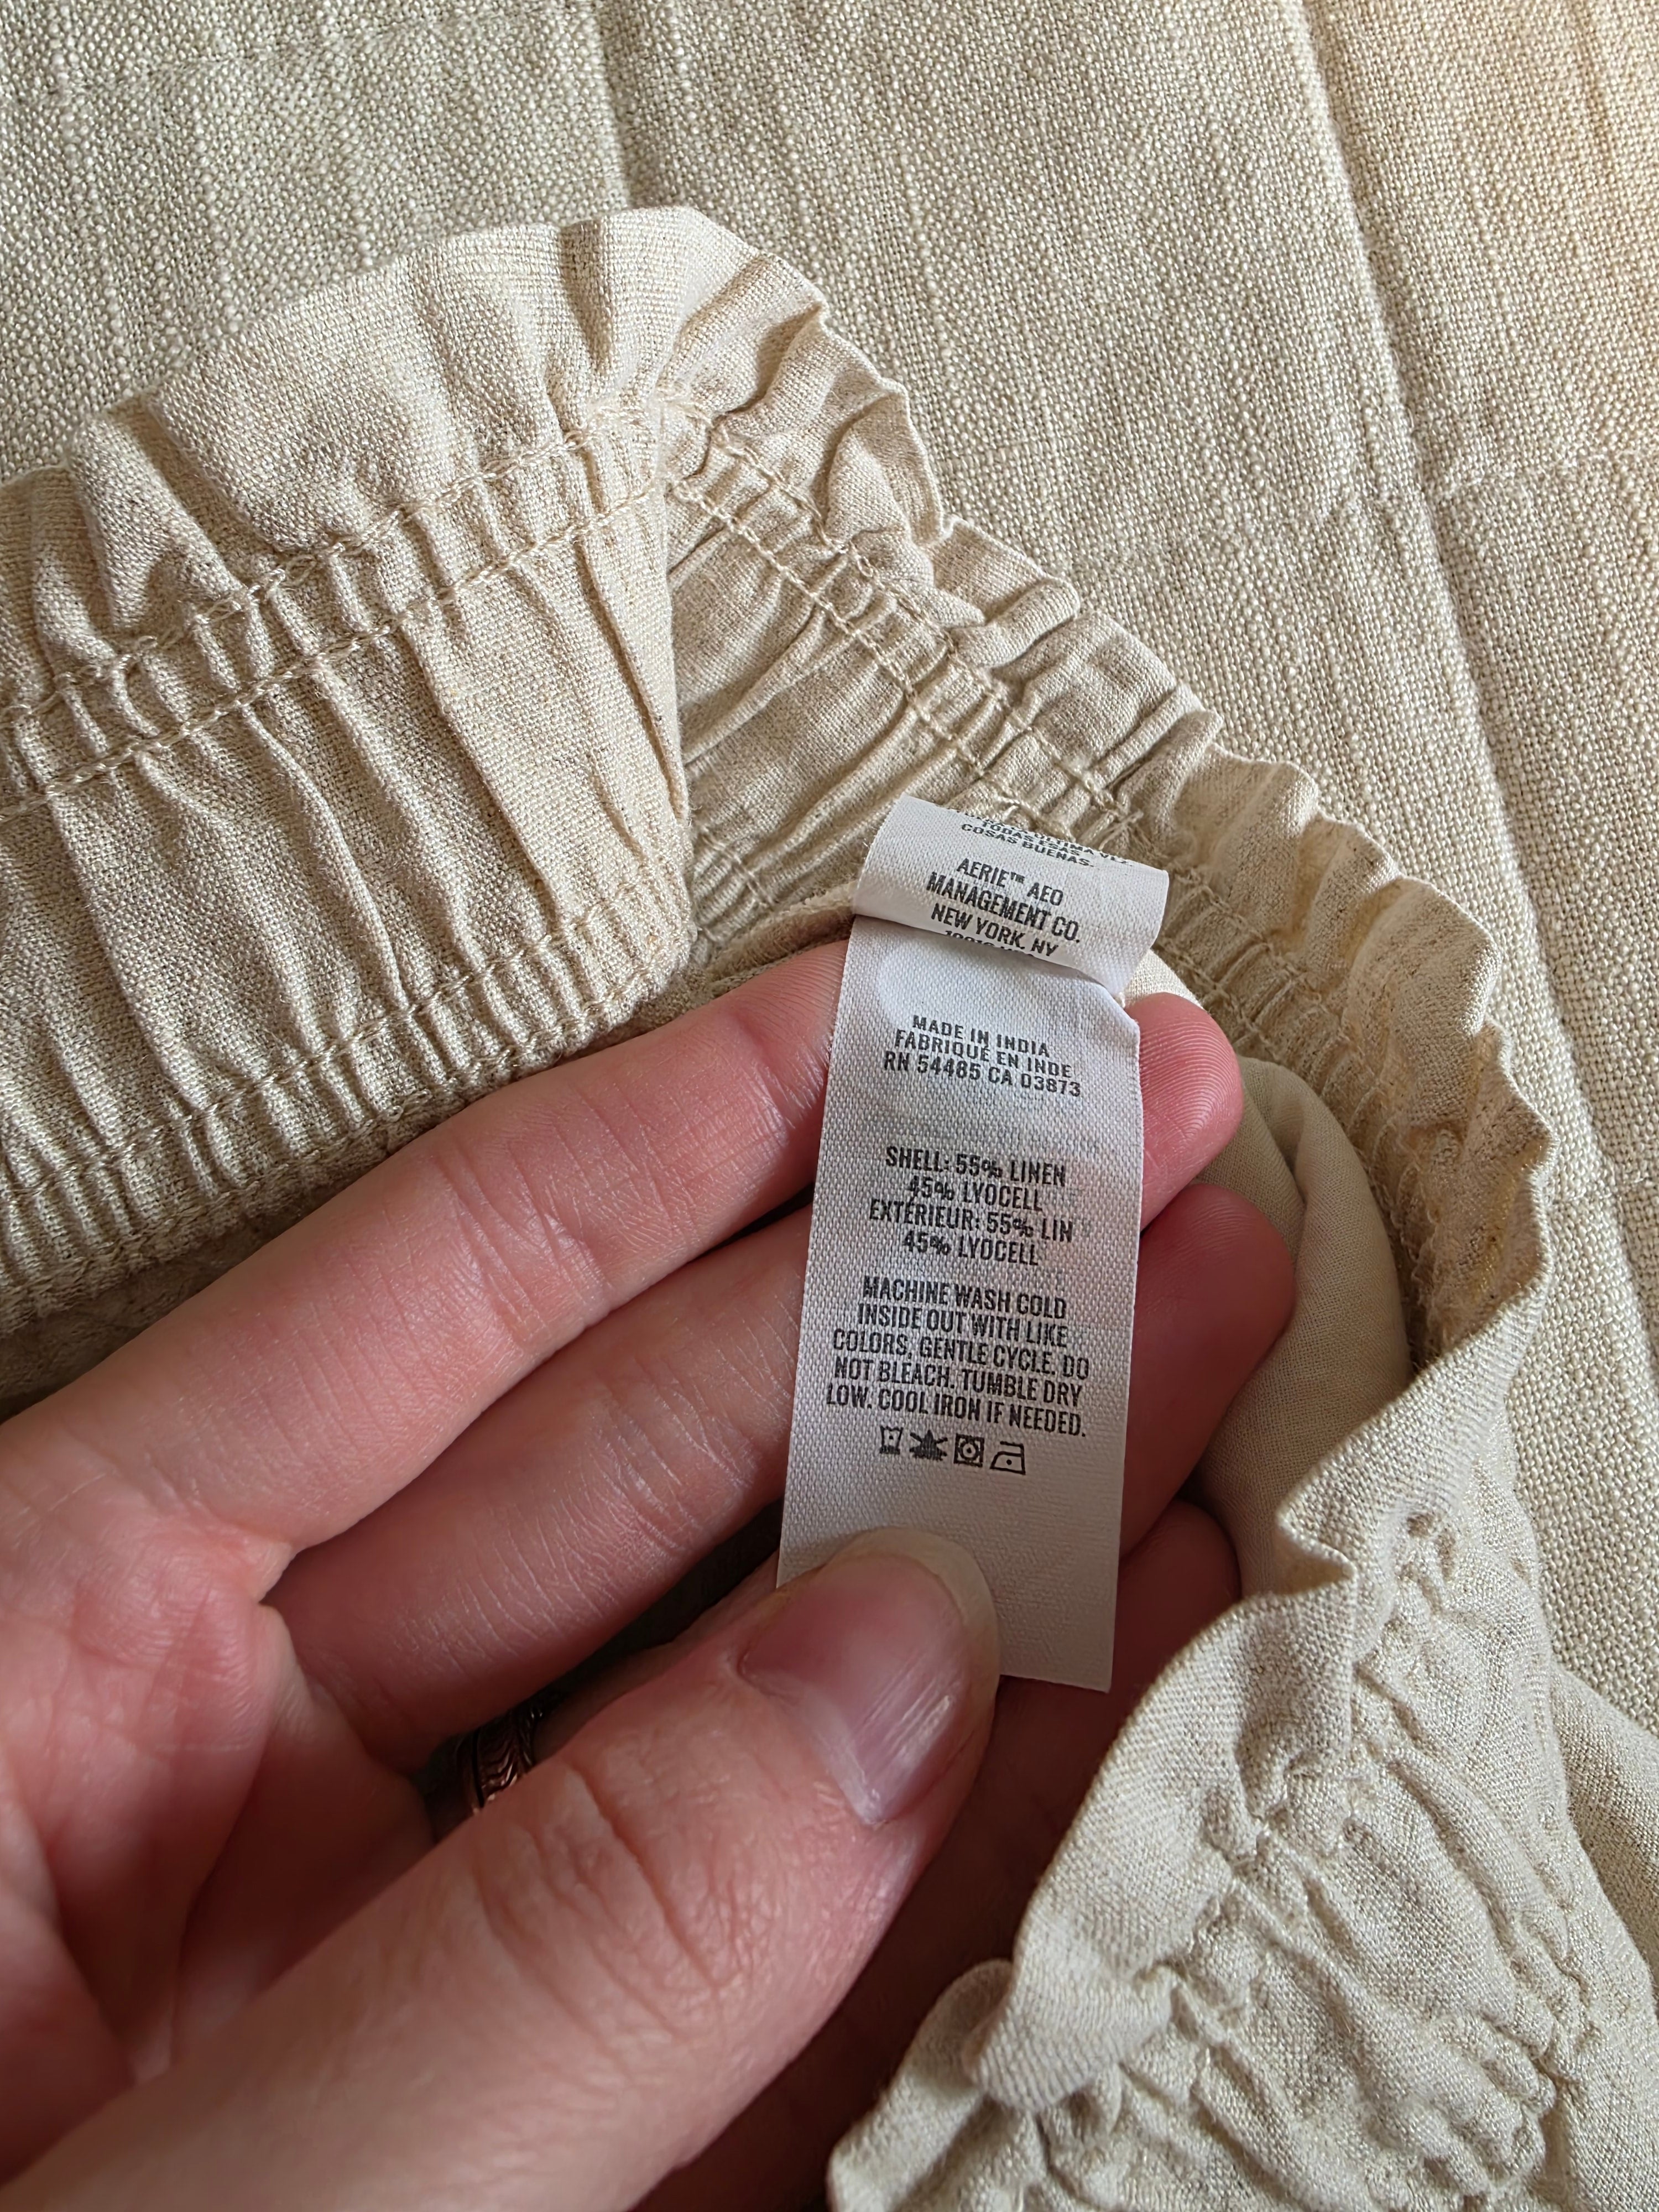 COSAS BUENAS.
AERIE™ AEO
MANAGEMENT CO.
NEW YORK, NY
MADE IN INDIA
FABRIQUÉ EN INDE
RN 54485 CA 03873
SHELL: 55% LINEN
45% LYOCELL
EXTÉRIEUR: 55% LIN
45% LYOCELL
MACHINE WASH COLD
INSIDE OUT WITH LIKE
COLORS, GENTLE CYCLE. DO
NOT BLEACH. TUMBLE DRY
LOW. COOL IRON IF NEEDED.